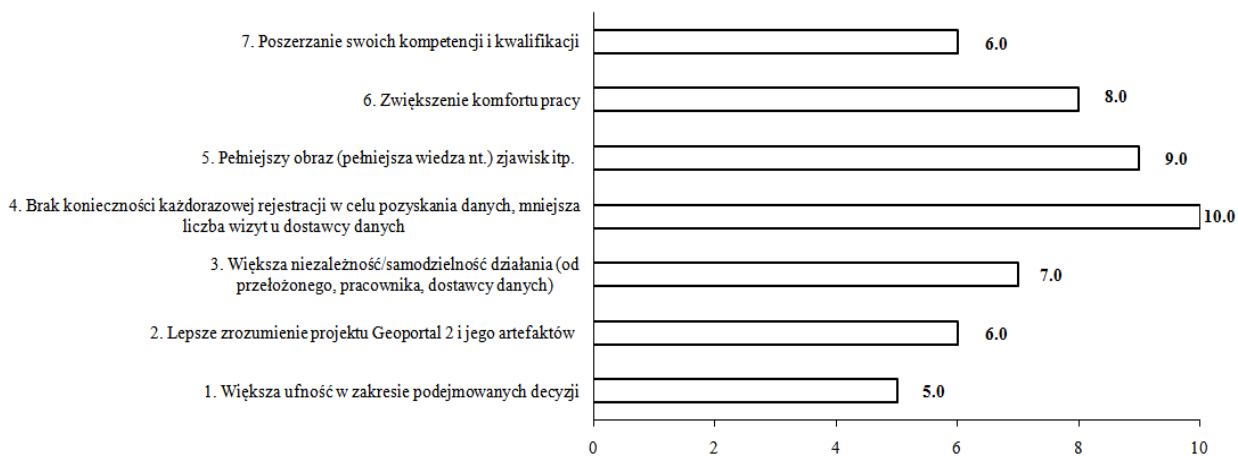 7. Poszerzanie swoich kompetencji i kwalifikacji
6.0
6. Zwiększenie komfortu pracy
8.0
5. Pełniejszy obraz (pełniejsza wiedza nt.) zjawisk itp.
9.0
4. Brak konieczności każdorazowej rejestracji w celu pozyskania danych, mniejsza
liczba wizyt u dostawcy danych
10.0
3. Większa niezależność/samodzielność działania (od
przełożonego, pracownika, dostawcy danych)
7.0
2. Lepsze zrozumienie projektu Geoportal 2 i jego artefaktów
6.0
1. Większa ufność w zakresie podejmowanych decyzji
5.0
0 2 4 6 8 10